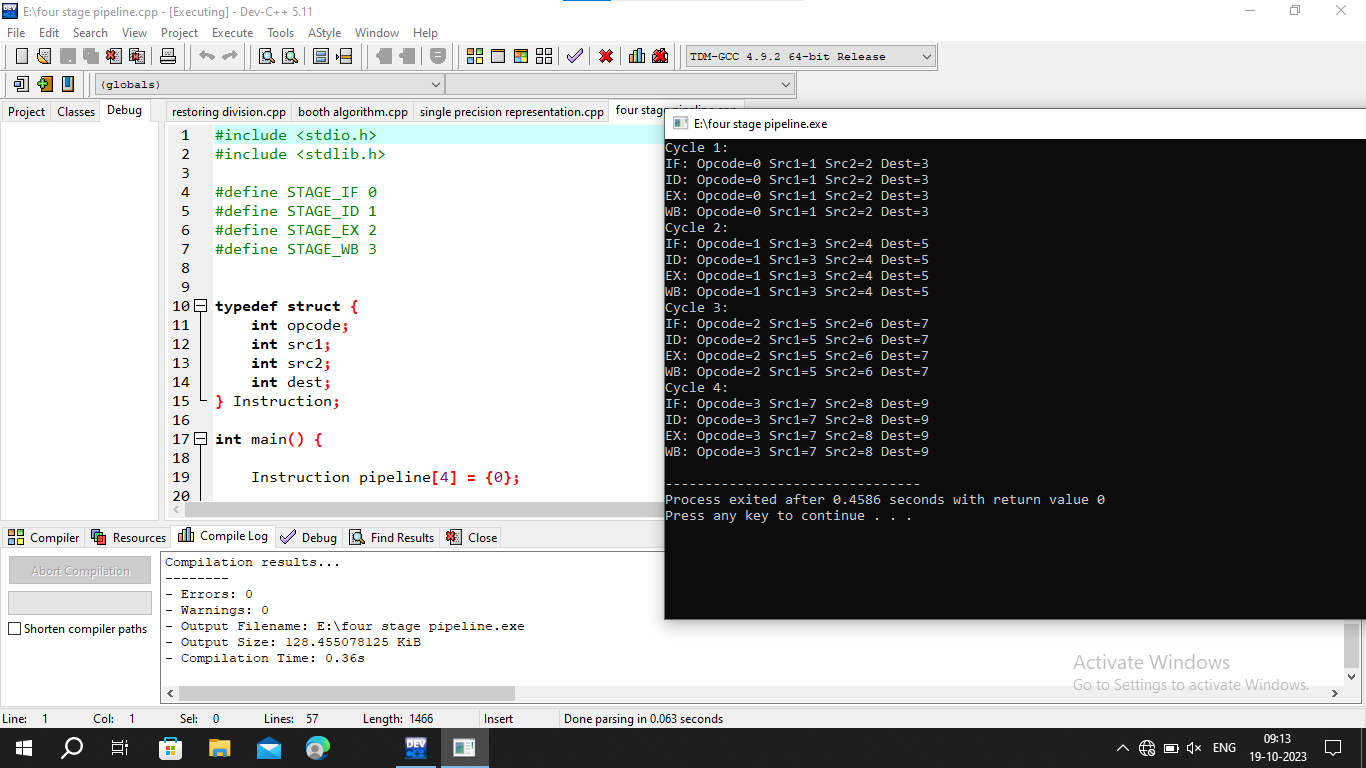 E:\four stage pipeline.cpp - [Executing] - Dev-C++ 5.11
File Edit Search View Project Execute Tools AStyle Window Help
TDM-GCC 4.9.2 64-bit Release
(globals)
Project Classes Debug
restoring division.cpp booth algorithm.cpp single precision representation.cpp four stage pipeline.cpp
1 #include <stdio.h>
2 #include <stdlib.h>
3
4 #define STAGE_IF 0
5 #define STAGE_ID 1
6 #define STAGE_EX 2
7 #define STAGE_WB 3
8
9
10 typedef struct {
11 int opcode;
12 int src1;
13 int src2;
14 int dest;
15 } Instruction;
16
17 int main() {
18
19 Instruction pipeline[4] = {0};
20
E:\four stage pipeline.exe
Cycle 1:
IF: Opcode=0 Src1=1 Src2=2 Dest=3
ID: Opcode=0 Src1=1 Src2=2 Dest=3
EX: Opcode=0 Src1=1 Src2=2 Dest=3
WB: Opcode=0 Src1=1 Src2=2 Dest=3
Cycle 2:
IF: Opcode=1 Src1=3 Src2=4 Dest=5
ID: Opcode=1 Src1=3 Src2=4 Dest=5
EX: Opcode=1 Src1=3 Src2=4 Dest=5
WB: Opcode=1 Src1=3 Src2=4 Dest=5
Cycle 3:
IF: Opcode=2 Src1=5 Src2=6 Dest=7
ID: Opcode=2 Src1=5 Src2=6 Dest=7
EX: Opcode=2 Src1=5 Src2=6 Dest=7
WB: Opcode=2 Src1=5 Src2=6 Dest=7
Cycle 4:
IF: Opcode=3 Src1=7 Src2=8 Dest=9
ID: Opcode=3 Src1=7 Src2=8 Dest=9
EX: Opcode=3 Src1=7 Src2=8 Dest=9
WB: Opcode=3 Src1=7 Src2=8 Dest=9
--------------------------------
Process exited after 0.4586 seconds with return value 0
Press any key to continue . . .
Compiler Resources Compile Log Debug Find Results Close
Abort Compilation
Shorten compiler paths
Compilation results...
--------
- Errors: 0
- Warnings: 0
- Output Filename: E:\four stage pipeline.exe
- Output Size: 128.455078125 KiB
- Compilation Time: 0.36s
Activate Windows
Go to Settings to activate Windows.
Line: 1 Col: 1 Sel: 0 Lines: 57 Length: 1466 Insert Done parsing in 0.063 seconds
DEV
ENG
09:13
19-10-2023